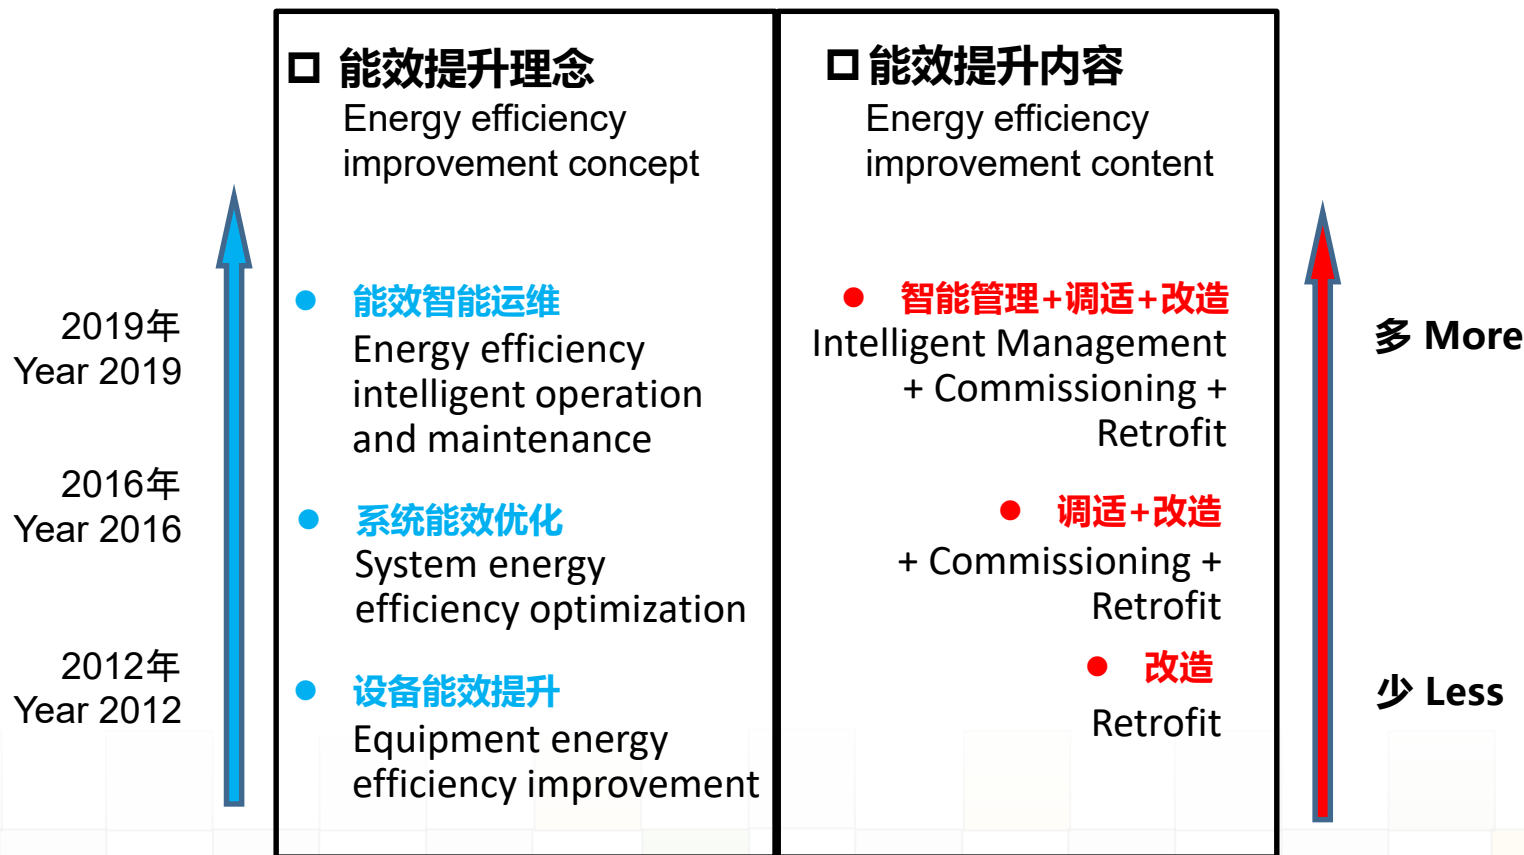 能效提升理念
Energy efficiency
improvement concept
能效提升内容
Energy efficiency
improvement content
2019年
Year 2019
能效智能运维
Energy efficiency
intelligent operation
and maintenance
智能管理+调适+改造
Intelligent Management
+ Commissioning +
Retrofit
多 More
2016年
Year 2016
系统能效优化
System energy
efficiency optimization
调适+改造
+ Commissioning +
Retrofit
2012年
Year 2012
设备能效提升
Equipment energy
efficiency improvement
改造
Retrofit
少 Less